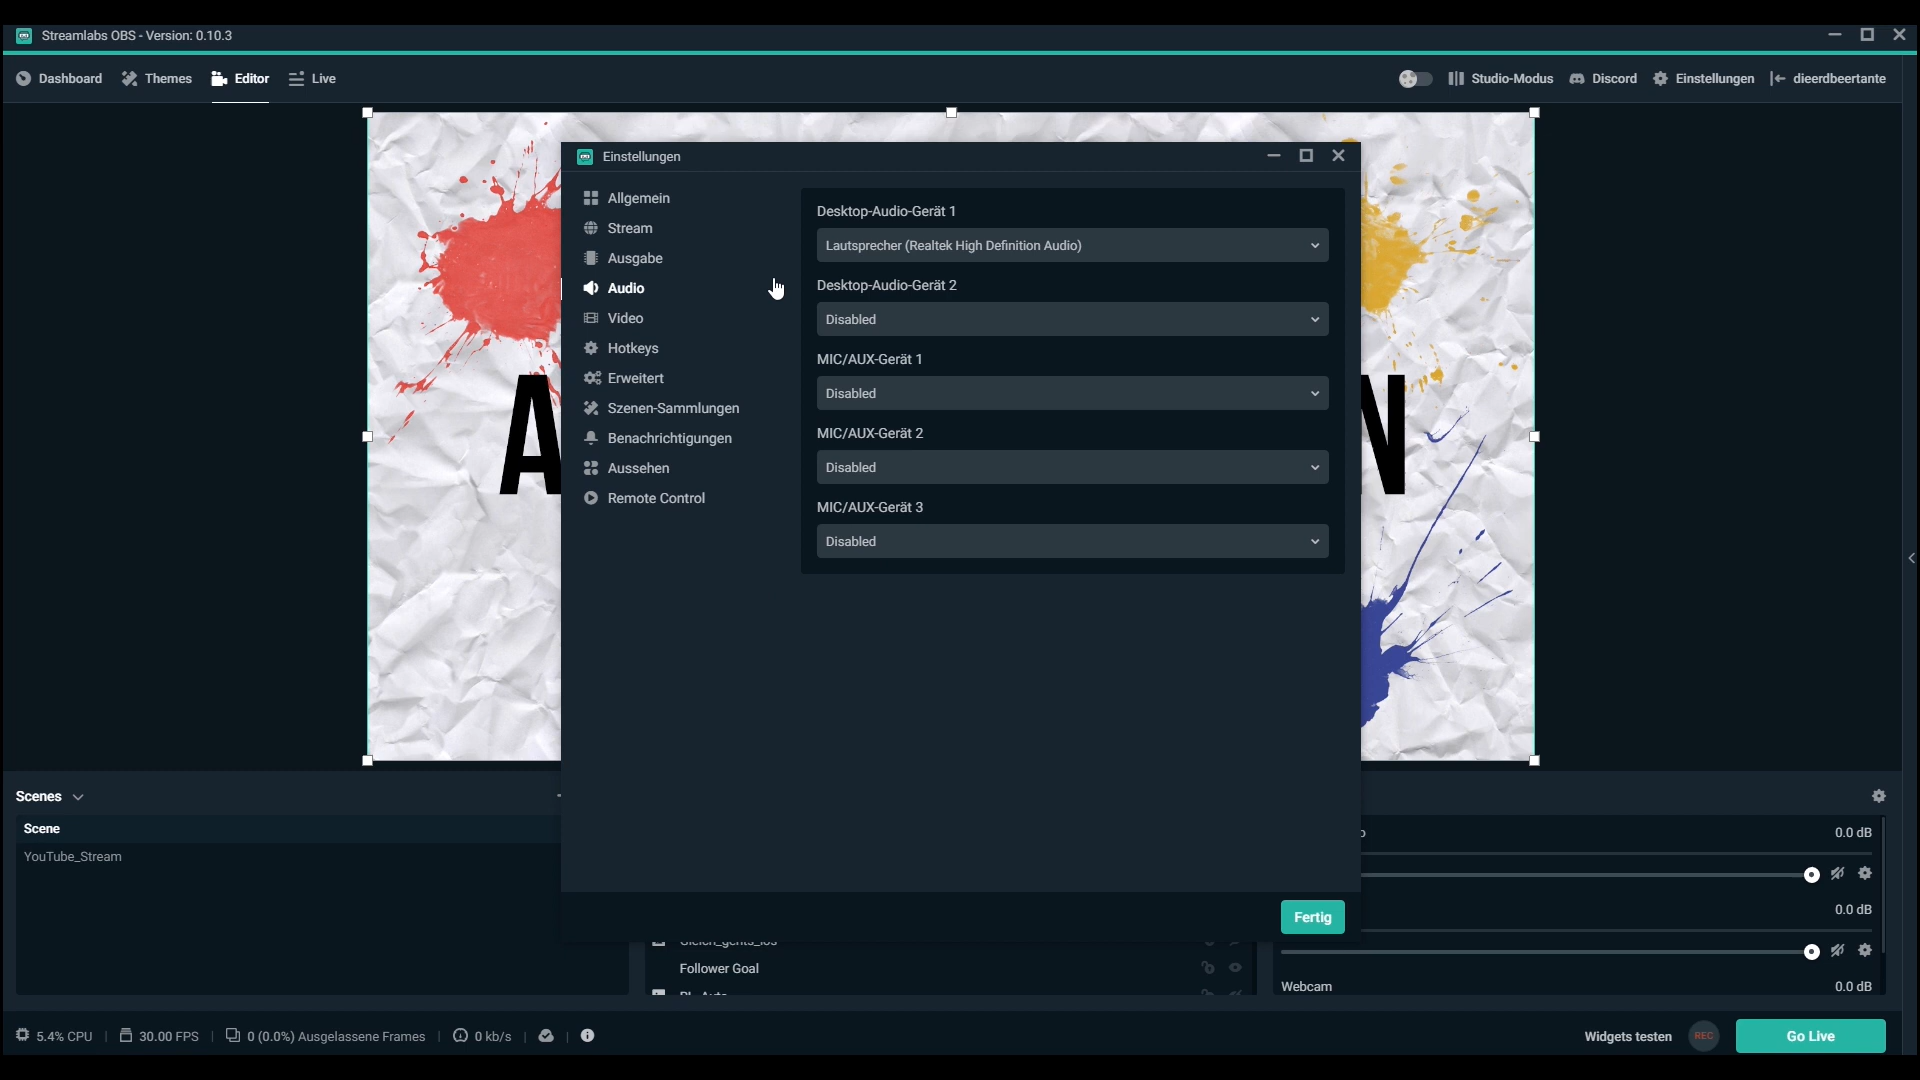 Streamlabs OBS - Version: 0.10.3
Dashboard
Themes
Editor
Live
Studio-Modus
Discord
Einstellungen
dieerdbeertante
Einstellungen
Allgemein
Stream
Ausgabe
Audio
Video
Hotkeys
Erweitert
Szenen-Sammlungen
Benachrichtigungen
Aussehen
Remote Control
Desktop-Audio-Gerät 1
Lautsprecher (Realtek High Definition Audio)
Desktop-Audio-Gerät 2
Disabled
MIC/AUX-Gerät 1
Disabled
MIC/AUX-Gerät 2
Disabled
MIC/AUX-Gerät 3
Disabled
Fertig
A
N
Scenes
Scene
YouTube_Stream
Follower Goal
0.0 dB
0.0 dB
Webcam
0.0 dB
5.4% CPU
30.00 FPS
0 (0.0%) Ausgelassene Frames
0 kb/s
Widgets testen
REC
Go Live